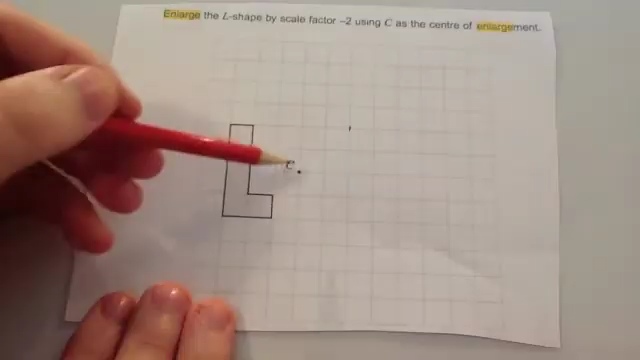 Enlarge the L-shape by scale factor –2 using C as the centre of enlargement.
C